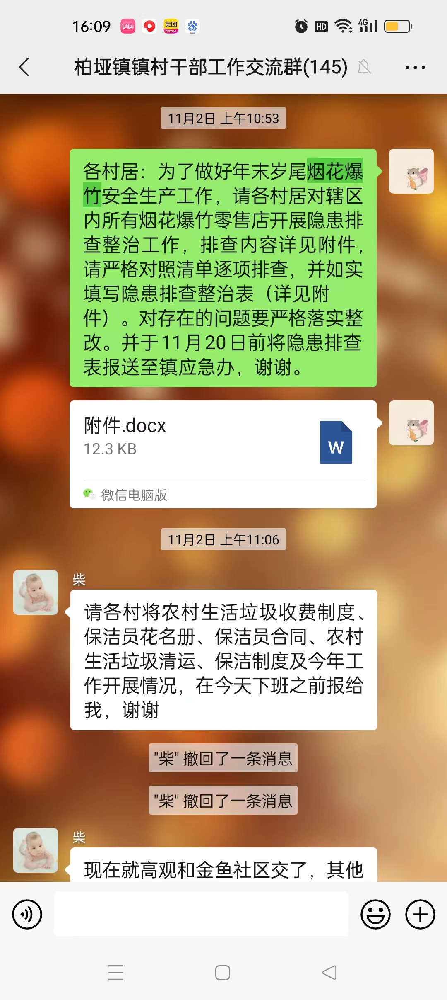 16:09
bilibili
美团
du
HD
4G
柏垭镇镇村干部工作交流群(145)
11月2日 上午10:53
各村居：为了做好年末岁尾烟花爆
竹安全生产工作，请各村居对辖区
内所有烟花爆竹零售店开展隐患排
查整治工作，排查内容详见附件，
请严格对照清单逐项排查，并如实
填写隐患排查整治表（详见附
件）。对存在的问题要严格落实整
改。并于11月20日前将隐患排查
表报送至镇应急办，谢谢。
附件.docx
12.3 KB
W
微信电脑版
11月2日 上午11:06
柴
请各村将农村生活垃圾收费制度、
保洁员花名册、保洁员合同、农村
生活垃圾清运、保洁制度及今年工
作开展情况，在今天下班之前报给
我，谢谢
"柴" 撤回了一条消息
"柴" 撤回了一条消息
柴
现在就高观和金鱼社区交了，其他